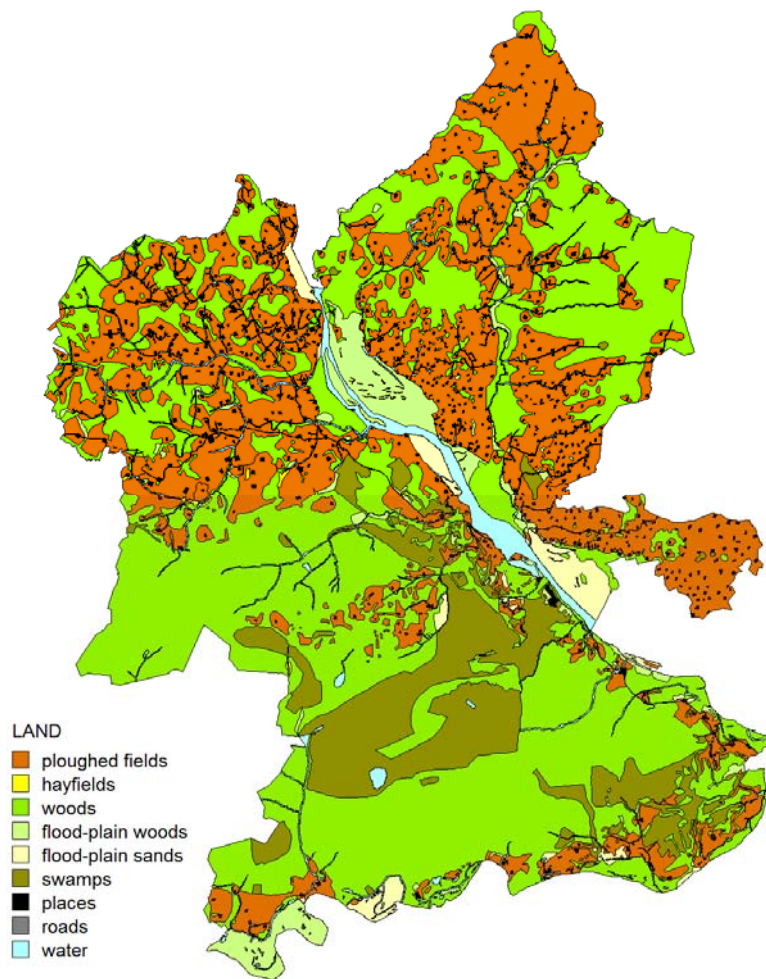 LAND
ploughed fields
hayfields
woods
flood-plain woods
flood-plain sands
swamps
places
roads
water